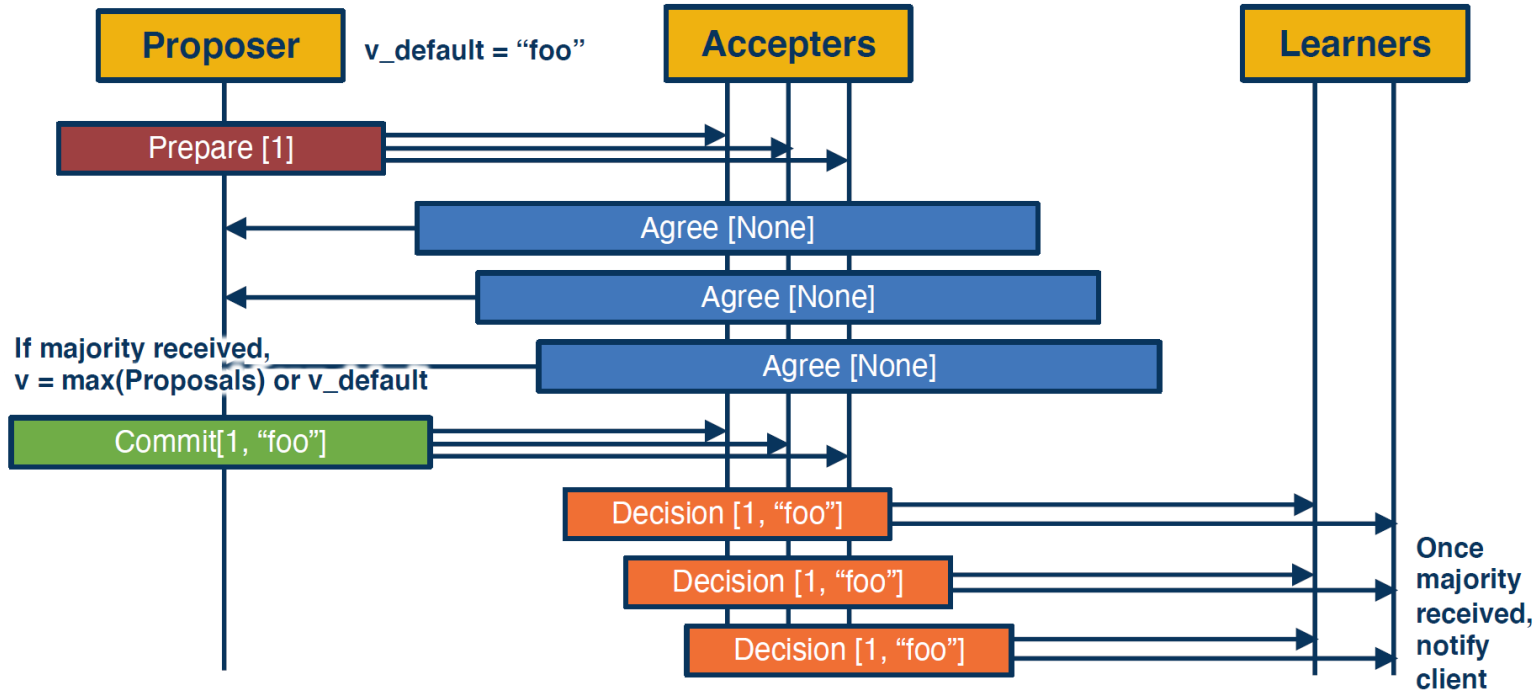 Proposer
v_default = “foo”
Accepters
Learners
Prepare [1]
Agree [None]
Agree [None]
If majority received,
v = max(Proposals) or v_default
Agree [None]
Commit[1, “foo”]
Decision [1, “foo”]
Decision [1, “foo”]
Decision [1, “foo”]
Once
majority
received,
notify
client